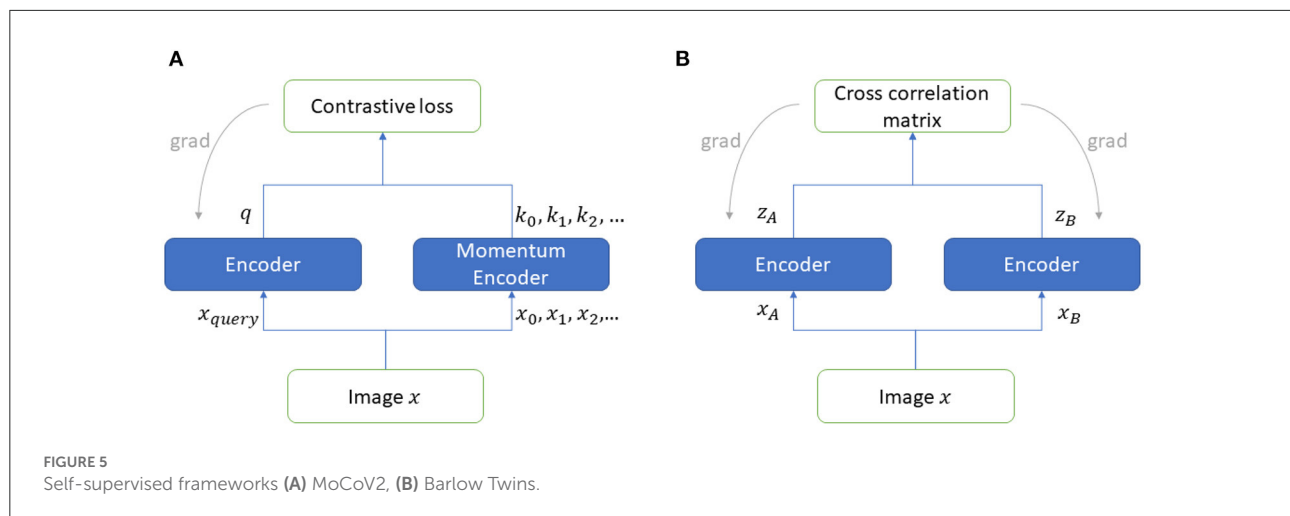 A
Contrastive loss
grad
q
k₀, k₁, k₂, ...
Encoder
Momentum
Encoder
x_query
x₀, x₁, x₂,...
Image x
B
Cross correlation
matrix
grad
grad
z_A
z_B
Encoder
Encoder
x_A
x_B
Image x
FIGURE 5
Self-supervised frameworks (A) MoCoV2, (B) Barlow Twins.